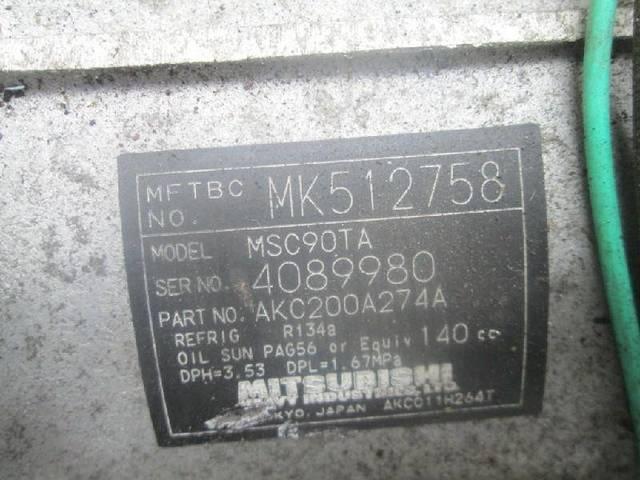 MFTBC NO. MK512758
MODEL MSC90TA
SER NO. 4089980
PART NO. AKC200A274A
REFRIG R134a
OIL SUN PAG56 or Equiv 140 cc
DPH=3.53 DPL=1.67MPa
MITSUBISHI
INDUSTRIES
JAPAN AKC011H264T